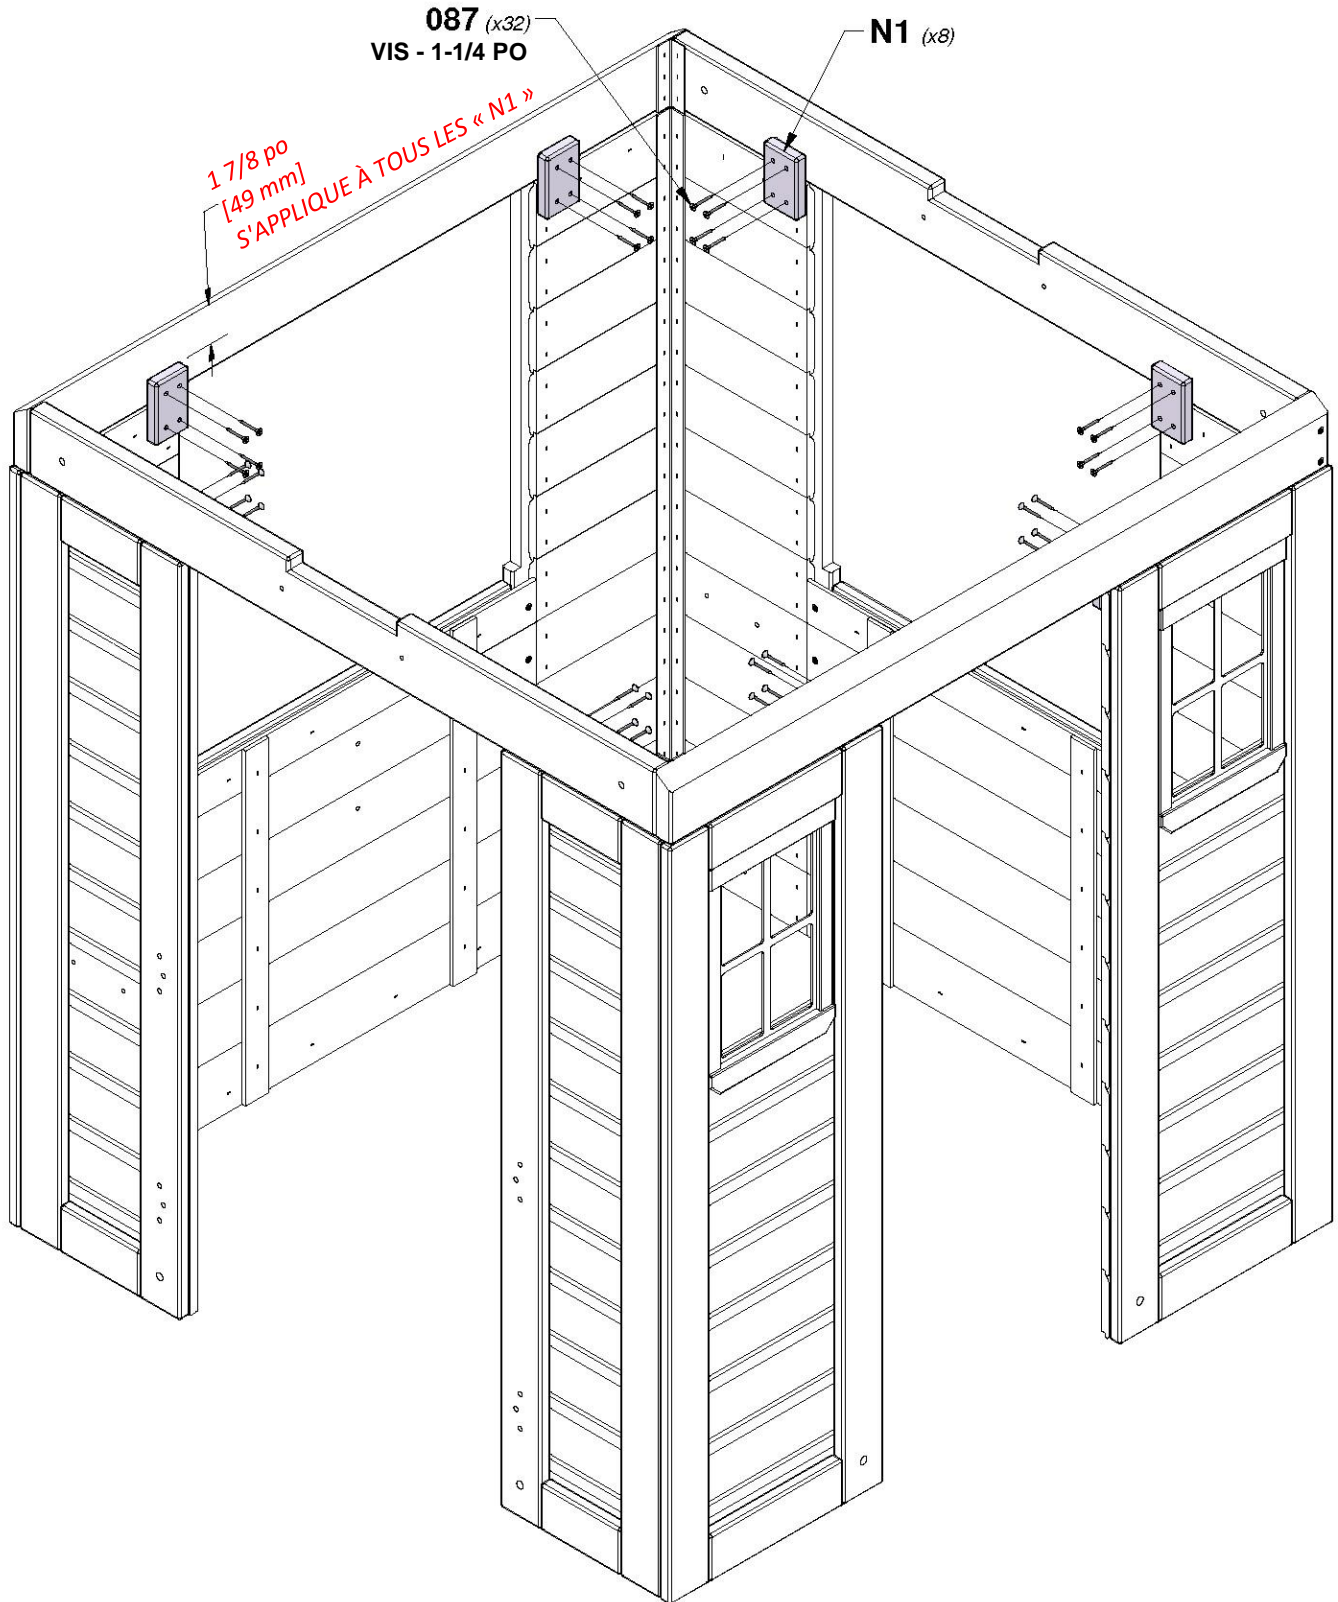 087 (x32)
VIS - 1-1/4 PO
N1 (x8)
1 7/8 po
[49 mm]
S'APPLIQUE À TOUS LES « N1 »